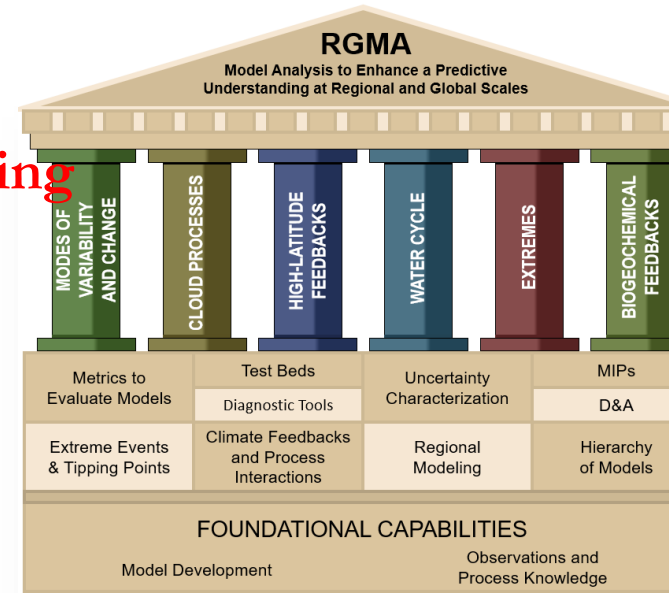 RGMA
Model Analysis to Enhance a Predictive
Understanding at Regional and Global Scales
ing
MODES OF
VARIABILITY
AND CHANGE
CLOUD PROCESSES
HIGH-LATITUDE
FEEDBACKS
WATER CYCLE
EXTREMES
BIOGEOCHEMICAL
FEEDBACKS
Metrics to
Evaluate Models
Test Beds
Diagnostic Tools
Uncertainty
Characterization
MIPs
D&A
Extreme Events
& Tipping Points
Climate Feedbacks
and Process
Interactions
Regional
Modeling
Hierarchy
of Models
FOUNDATIONAL CAPABILITIES
Model Development
Observations and
Process Knowledge